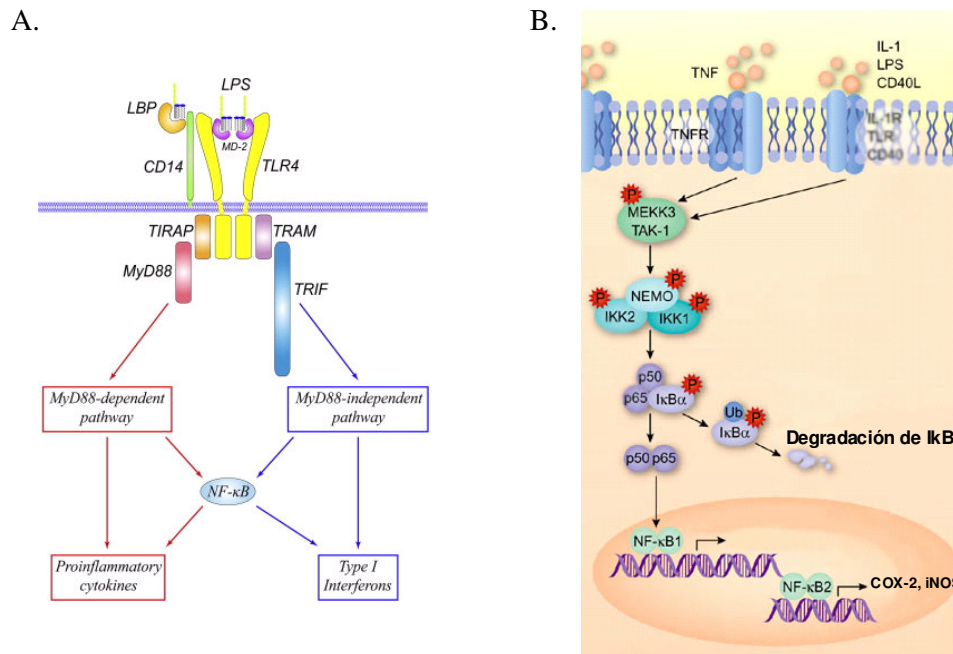 A.
LPS
LBP
MD-2
CD14
TLR4
TIRAP
TRAM
MyD88
TRIF
MyD88-dependent
pathway
MyD88-independent
pathway
NF-κB
Proinflammatory
cytokines
Type I
Interferons
B.
TNF
IL-1
LPS
CD40L
TNFR
IL-1R
TLR
CD40
P
MEKK3
TAK-1
P
NEMO
P
P
IKK2
IKK1
p50
P
p65
IκBα
Ub
P
IκBα
Degradación de IkB
p50 p65
NF-κB1
NF-κB2
COX-2, iNOS